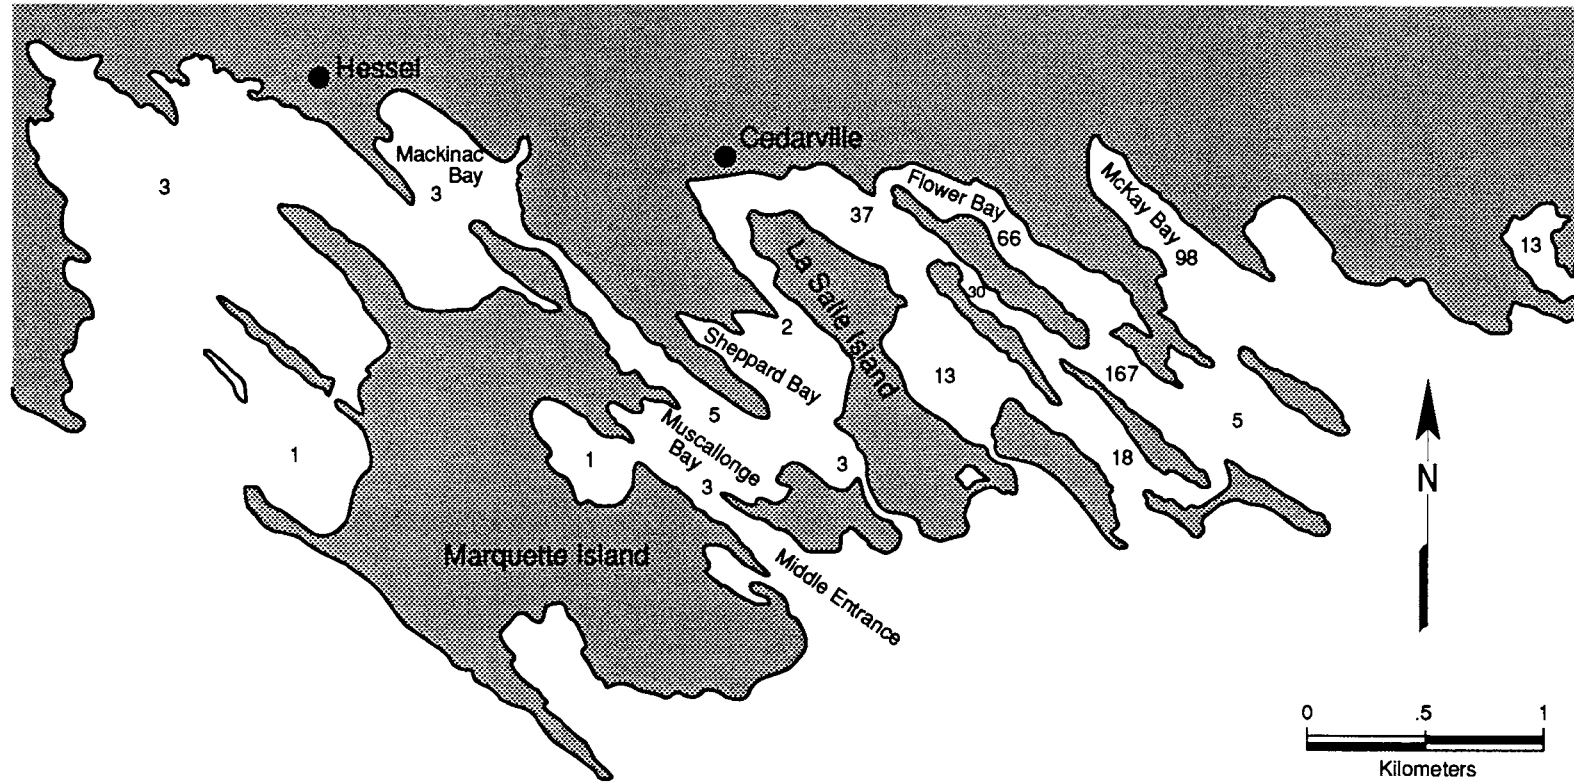 Hessel
Cedarville
Mackinac
Bay
3
3
Flower Bay
37
66
McKay Bay
98
13
La Salle Island
30
2
Sheppard Bay
13
167
5
5
Muscallonge
Bay
1
1
3
3
18
N
Marquette Island
Middle Entrance
0 .5 1
Kilometers